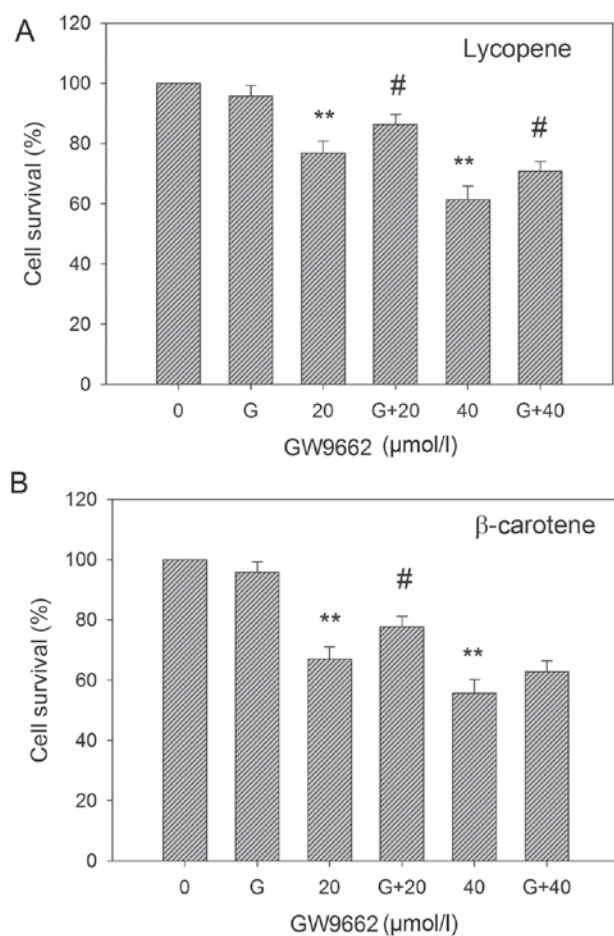 A
Lycopene
Cell survival (%)
120
100
80
60
40
20
0
** # ** #
0 G 20 G+20 40 G+40
GW9662 (μmol/l)
B
β-carotene
Cell survival (%)
120
100
80
60
40
20
0
** # **
0 G 20 G+20 40 G+40
GW9662 (μmol/l)